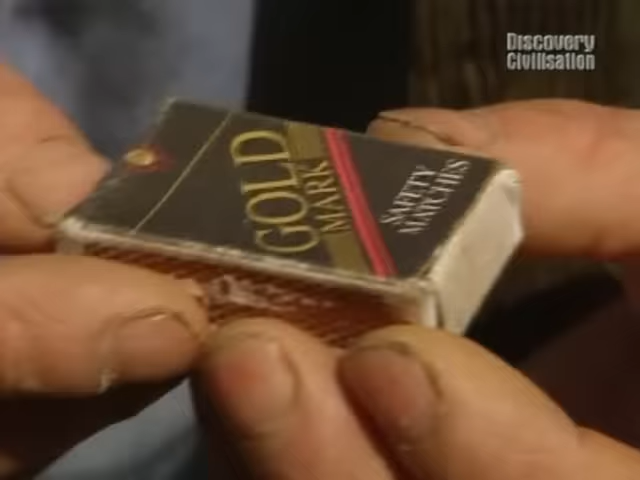 Discovery
Civilisation
GOLD
MARK
SAFETY
MATCHES